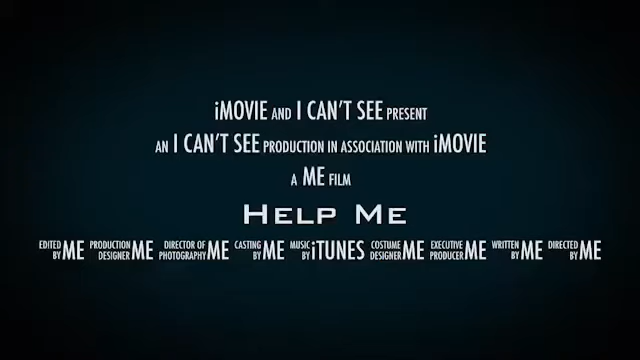 iMOVIE AND I CAN'T SEE PRESENT
AN I CAN'T SEE PRODUCTION IN ASSOCIATION WITH iMOVIE
A ME FILM
HELP ME
EDITED BY ME PRODUCTION DESIGNER ME DIRECTOR OF PHOTOGRAPHY ME CASTING BY ME MUSIC BY iTUNES COSTUME DESIGNER ME EXECUTIVE PRODUCER ME WRITTEN BY ME DIRECTED BY ME